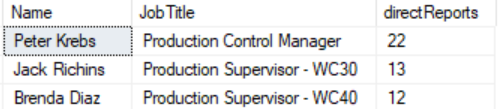 Name JobTitle directReports
Peter Krebs Production Control Manager 22
Jack Richins Production Supervisor - WC30 13
Brenda Diaz Production Supervisor - WC40 12